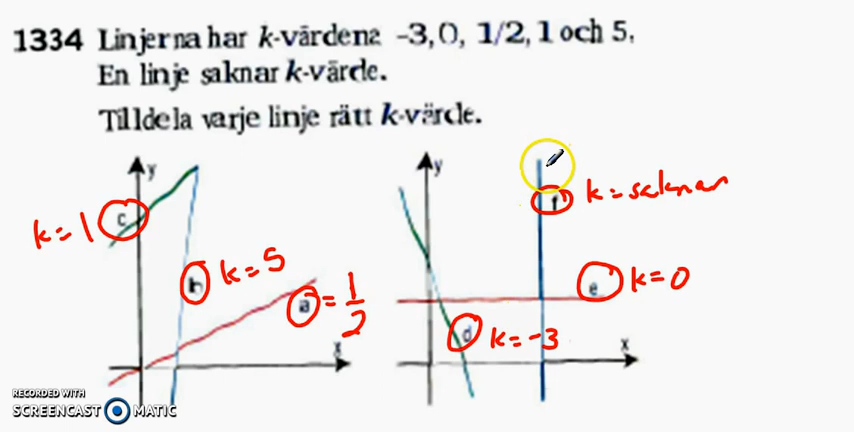 1334 Linjerna har k-värdena -3,0, 1/2, 1 och 5.
En linje saknar k-värde.
Tilldela varje linje rätt k-värde.
y
c
k=1
b k=5
a = 1/2
x
y
f k=saknar
e k=0
d k=-3
x
RECORDED WITH
SCREENCAST MATIC